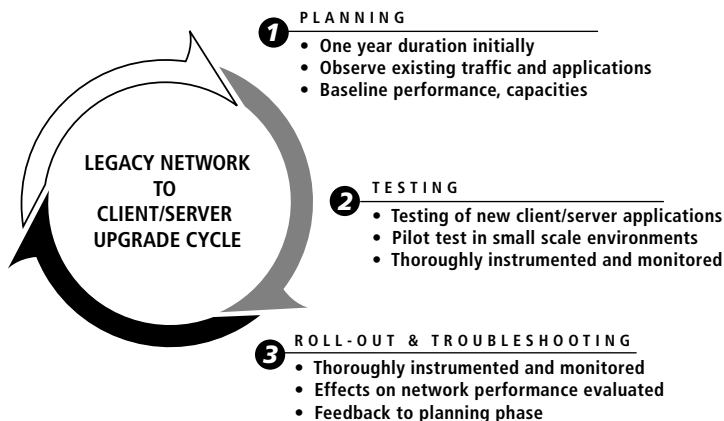 1 PLANNING
• One year duration initially
• Observe existing traffic and applications
• Baseline performance, capacities
LEGACY NETWORK
TO
CLIENT/SERVER
UPGRADE CYCLE
2 TESTING
• Testing of new client/server applications
• Pilot test in small scale environments
• Thoroughly instrumented and monitored
3 ROLL-OUT & TROUBLESHOOTING
• Thoroughly instrumented and monitored
• Effects on network performance evaluated
• Feedback to planning phase